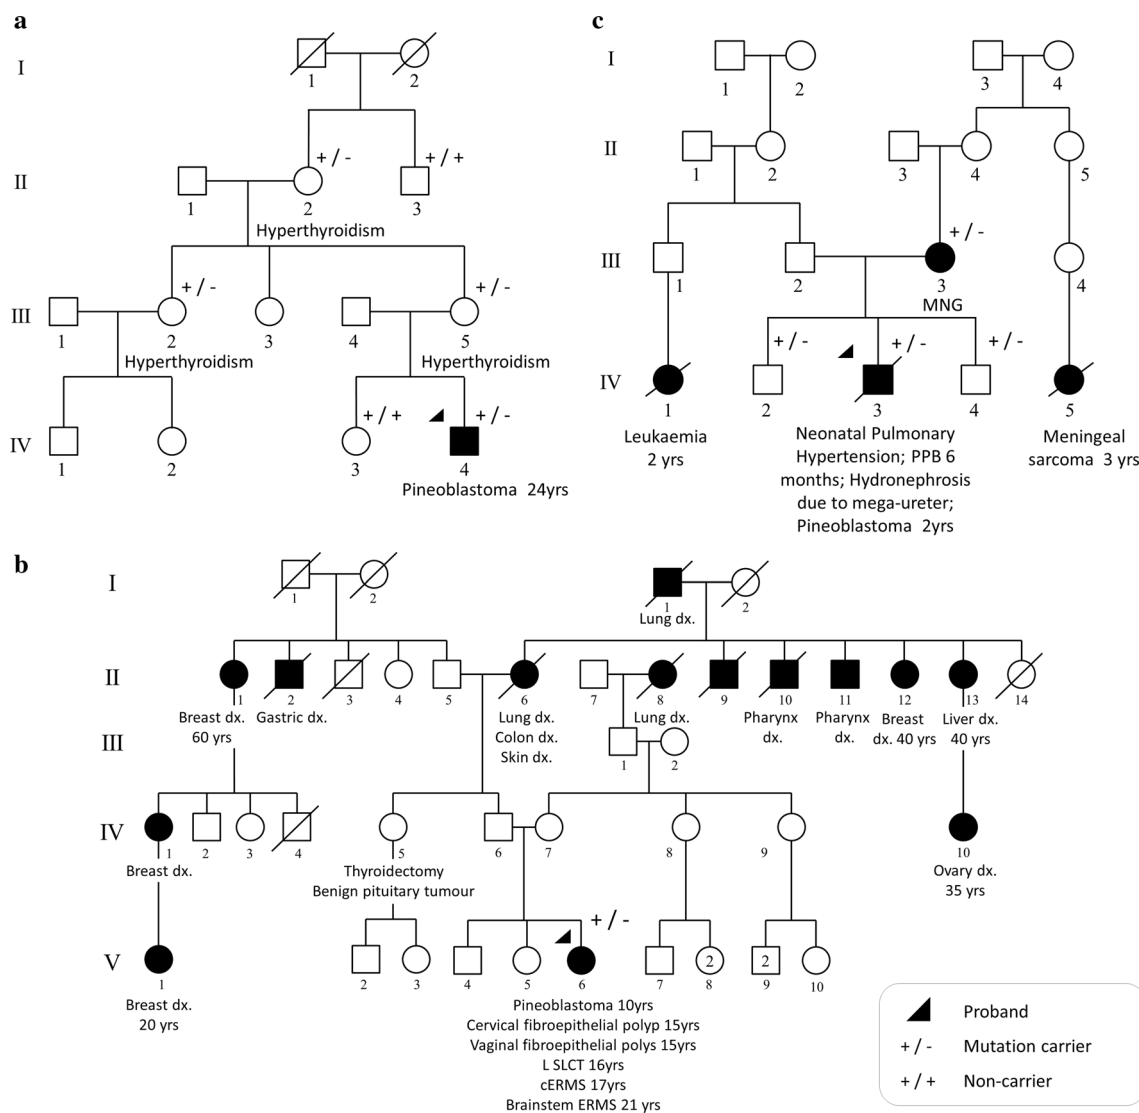 a
I
1
2
+ / -
+ / +
II
1
2
3
Hyperthyroidism
+ / -
+ / -
III
1
2
3
4
5
Hyperthyroidism
Hyperthyroidism
+ / +
+ / -
IV
1
2
3
4
Pineoblastoma 24yrs
c
I
1
2
3
4
II
1
2
3
4
5
+ / -
III
1
2
3
4
MNG
+ / -
+ / -
+ / -
IV
1
2
3
4
5
Leukaemia
2 yrs
Neonatal Pulmonary
Hypertension; PPB 6
months; Hydronephrosis
due to mega-ureter;
Pineoblastoma 2yrs
Meningeal
sarcoma 3 yrs
b
I
1
2
1
2
Lung dx.
II
1
2
3
4
5
6
7
8
9
10
11
12
13
14
Breast dx.
60 yrs
Gastric dx.
Lung dx.
Colon dx.
Skin dx.
Lung dx.
Pharynx
dx.
Pharynx
dx.
Breast
dx. 40 yrs
Liver dx.
40 yrs
III
1
2
IV
1
2
3
4
5
6
7
8
9
10
Breast dx.
Thyroidectomy
Benign pituitary tumour
Ovary dx.
35 yrs
+ / -
V
1
2
3
4
5
6
7
2
8
2
9
10
Breast dx.
20 yrs
Pineoblastoma 10yrs
Cervical fibroepithelial polyp 15yrs
Vaginal fibroepithelial polys 15yrs
L SLCT 16yrs
cERMS 17yrs
Brainstem ERMS 21 yrs
Proband
+ / - Mutation carrier
+ / + Non-carrier